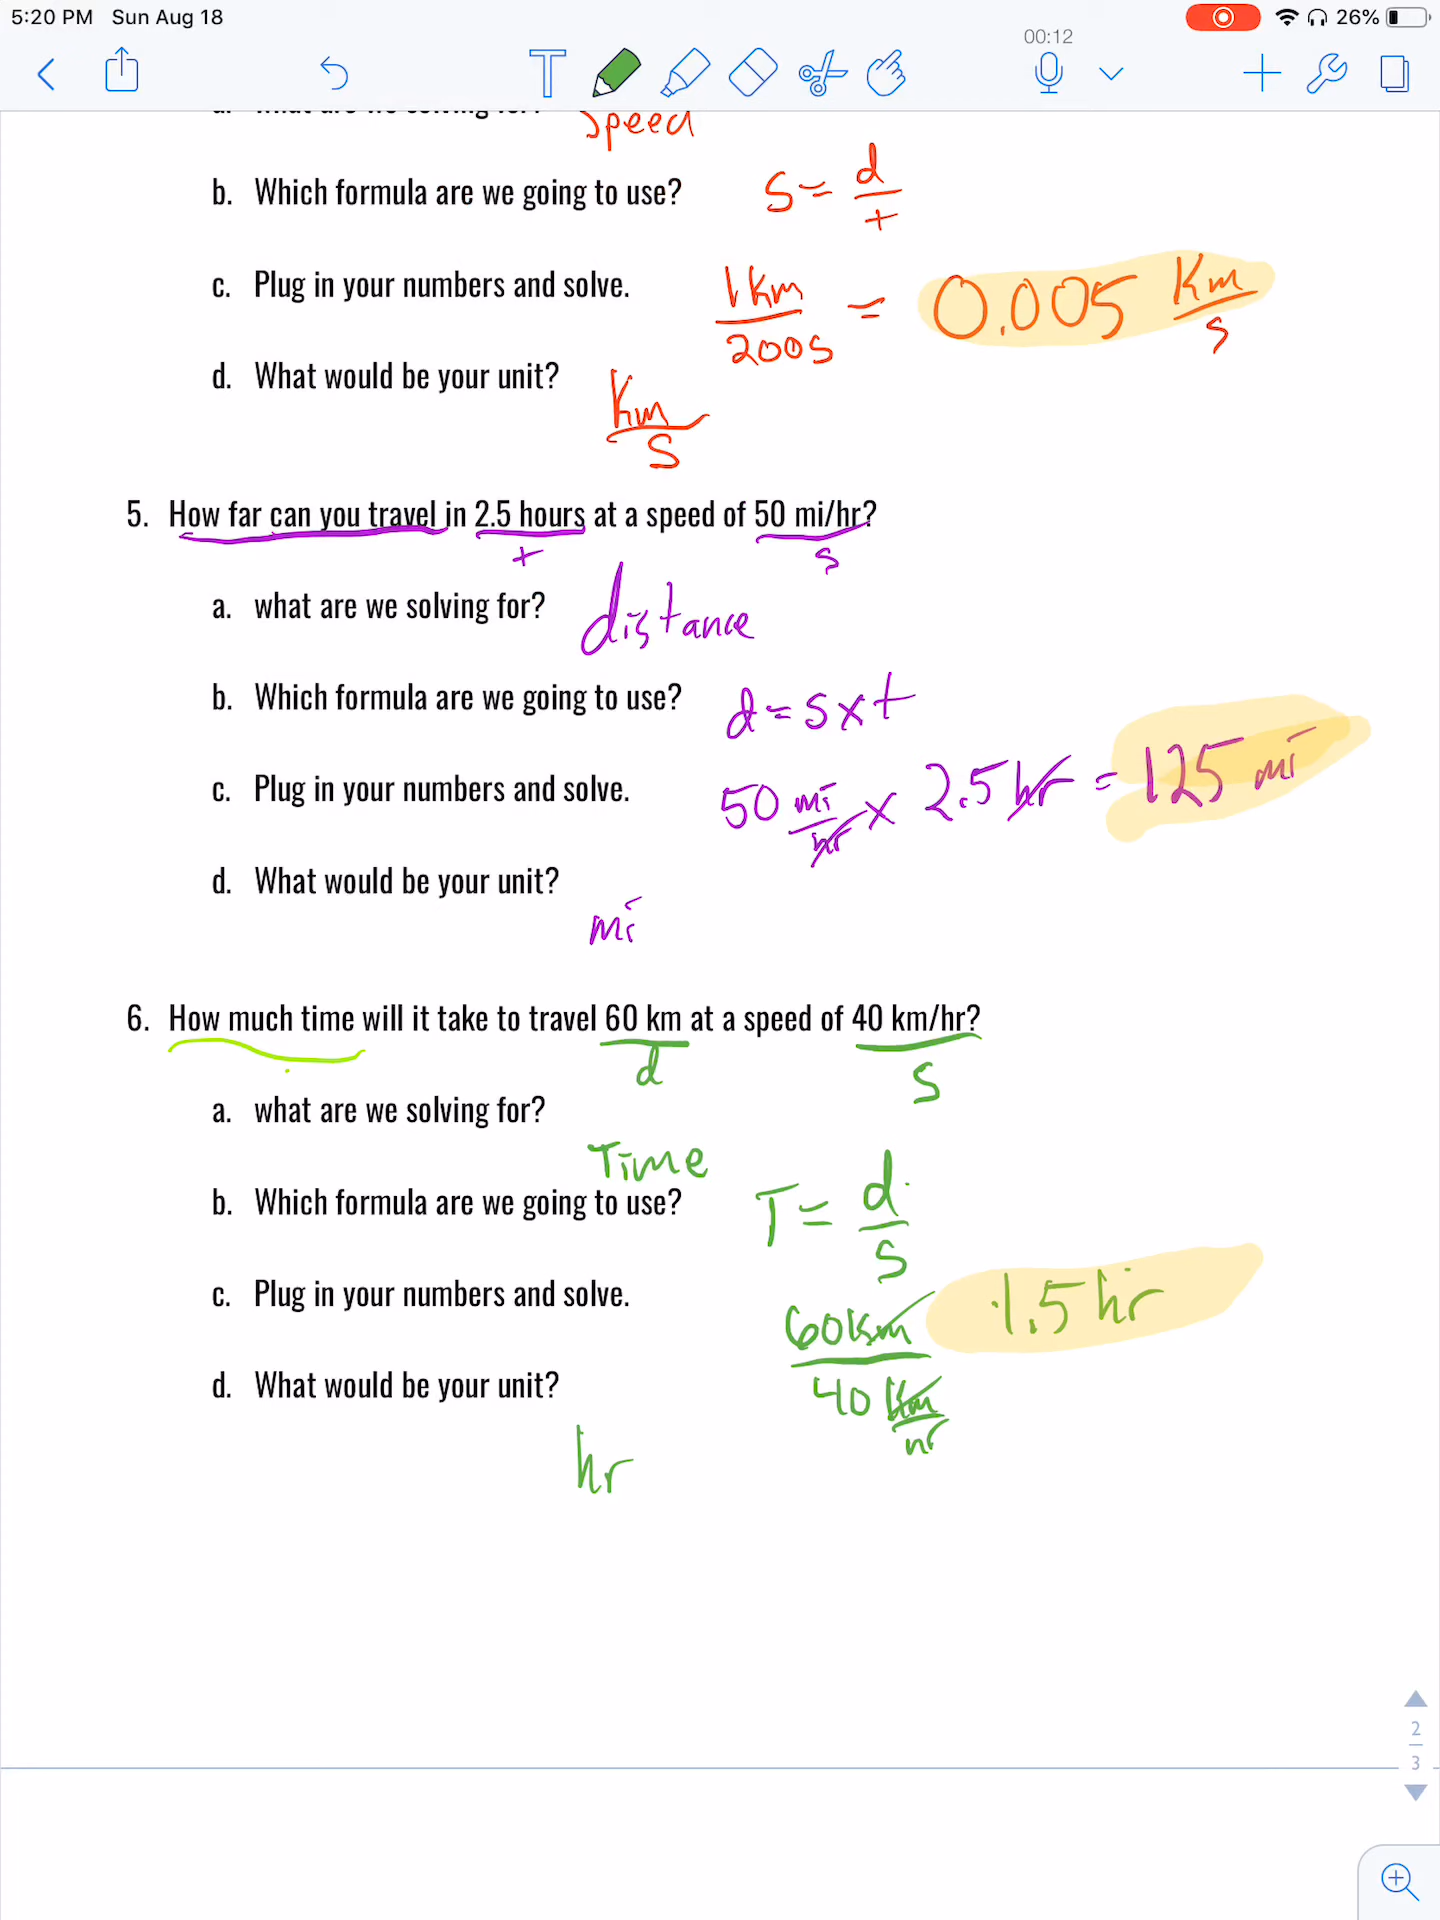 5:20 PM Sun Aug 18 26%
00:12
a. what are we solving for? Speed
b. Which formula are we going to use? S = d/t
c. Plug in your numbers and solve. 1 km/200s = 0.005 Km/s
d. What would be your unit? Km/S
5. How far can you travel in 2.5 hours at a speed of 50 mi/hr?
t s
a. what are we solving for? distance
b. Which formula are we going to use? d = s x t
c. Plug in your numbers and solve. 50 mi/hr x 2.5 hr = 125 mi
d. What would be your unit? mi
6. How much time will it take to travel 60 km at a speed of 40 km/hr?
d S
a. what are we solving for? Time
b. Which formula are we going to use? T = d/s
c. Plug in your numbers and solve. 60 km/40 km/hr 1.5 hr
d. What would be your unit? hr
2
3